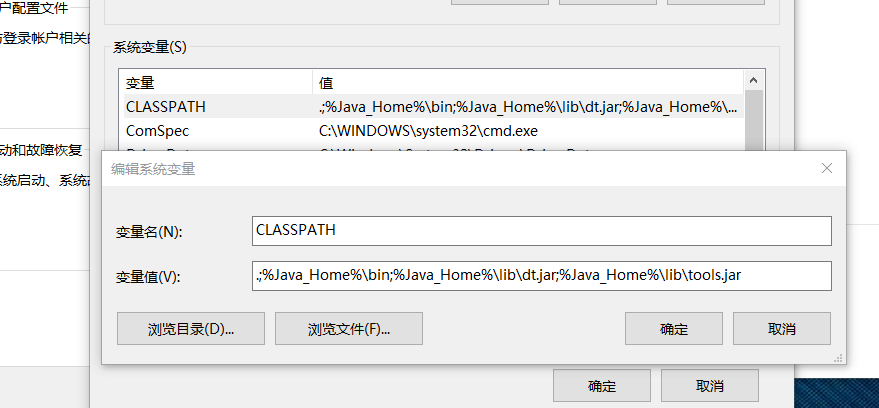 户配置文件
登录帐户相关的
系统变量(S)
变量 值
CLASSPATH .;%Java_Home%\bin;%Java_Home%\lib\dt.jar;%Java_Home%\...
ComSpec C:\WINDOWS\system32\cmd.exe
动和故障恢复
系统启动、系统
编辑系统变量
变量名(N): CLASSPATH
变量值(V): .;%Java_Home%\bin;%Java_Home%\lib\dt.jar;%Java_Home%\lib\tools.jar
浏览目录(D)... 浏览文件(F)... 确定 取消
确定 取消